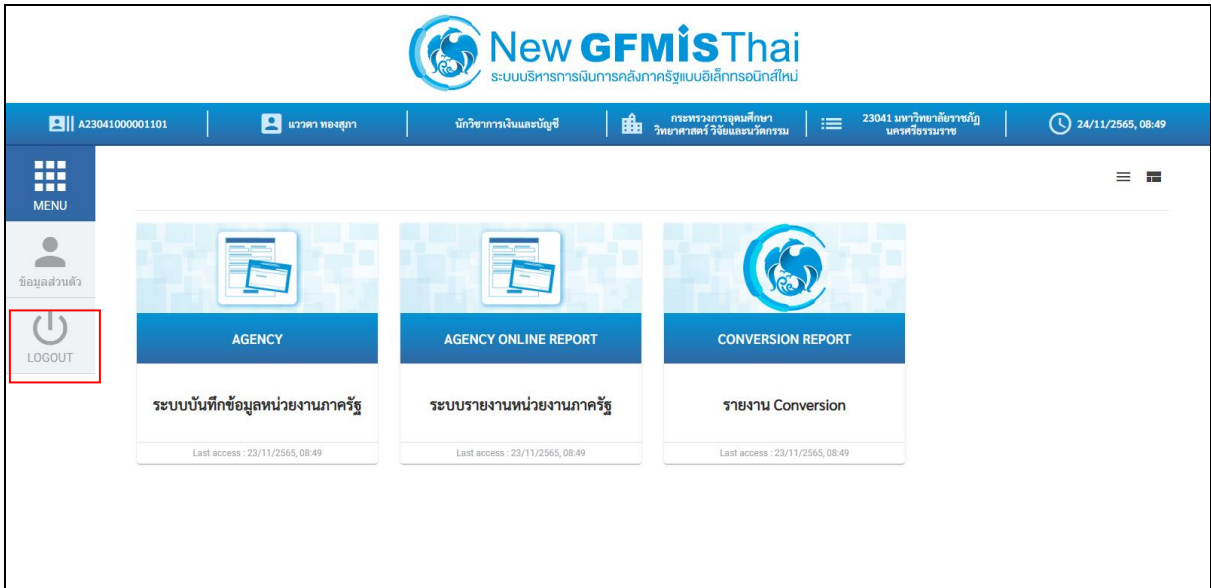 New GFMIS Thai
ระบบบริหารการเงินการคลังภาครัฐแบบอิเล็กทรอนิกส์ใหม่
A23041000001101
แววตา ทองสุภา
นักวิชาการเงินและบัญชี
กระทรวงการอุดมศึกษา
วิทยาศาสตร์ วิจัยและนวัตกรรม
23041 มหาวิทยาลัยราชภัฏ
นครศรีธรรมราช
24/11/2565, 08:49
MENU
ข้อมูลส่วนตัว
LOGOUT
AGENCY
AGENCY ONLINE REPORT
CONVERSION REPORT
ระบบบันทึกข้อมูลหน่วยงานภาครัฐ
ระบบรายงานหน่วยงานภาครัฐ
รายงาน Conversion
Last access : 23/11/2565, 08:49
Last access : 23/11/2565, 08:49
Last access : 23/11/2565, 08:49